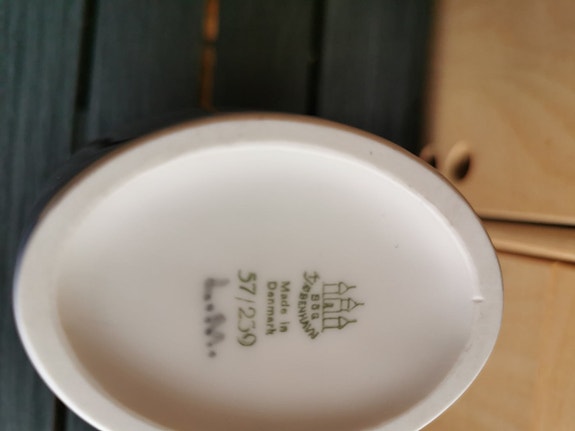 B&G
KØBENHAVN
Made in
Denmark
57/239